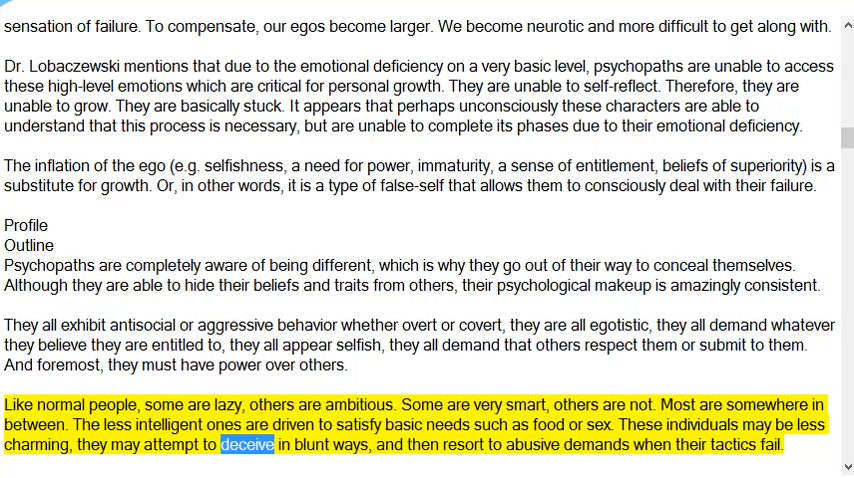 sensation of failure. To compensate, our egos become larger. We become neurotic and more difficult to get along with.
Dr. Lobaczewski mentions that due to the emotional deficiency on a very basic level, psychopaths are unable to access
these high-level emotions which are critical for personal growth. They are unable to self-reflect. Therefore, they are
unable to grow. They are basically stuck. It appears that perhaps unconsciously these characters are able to
understand that this process is necessary, but are unable to complete its phases due to their emotional deficiency.
The inflation of the ego (e.g. selfishness, a need for power, immaturity, a sense of entitlement, beliefs of superiority) is a
substitute for growth. Or, in other words, it is a type of false-self that allows them to consciously deal with their failure.
Profile
Outline
Psychopaths are completely aware of being different, which is why they go out of their way to conceal themselves.
Although they are able to hide their beliefs and traits from others, their psychological makeup is amazingly consistent.
They all exhibit antisocial or aggressive behavior whether overt or covert, they are all egotistic, they all demand whatever
they believe they are entitled to, they all appear selfish, they all demand that others respect them or submit to them.
And foremost, they must have power over others.
Like normal people, some are lazy, others are ambitious. Some are very smart, others are not. Most are somewhere in
between. The less intelligent ones are driven to satisfy basic needs such as food or sex. These individuals may be less
charming, they may attempt to deceive in blunt ways, and then resort to abusive demands when their tactics fail.